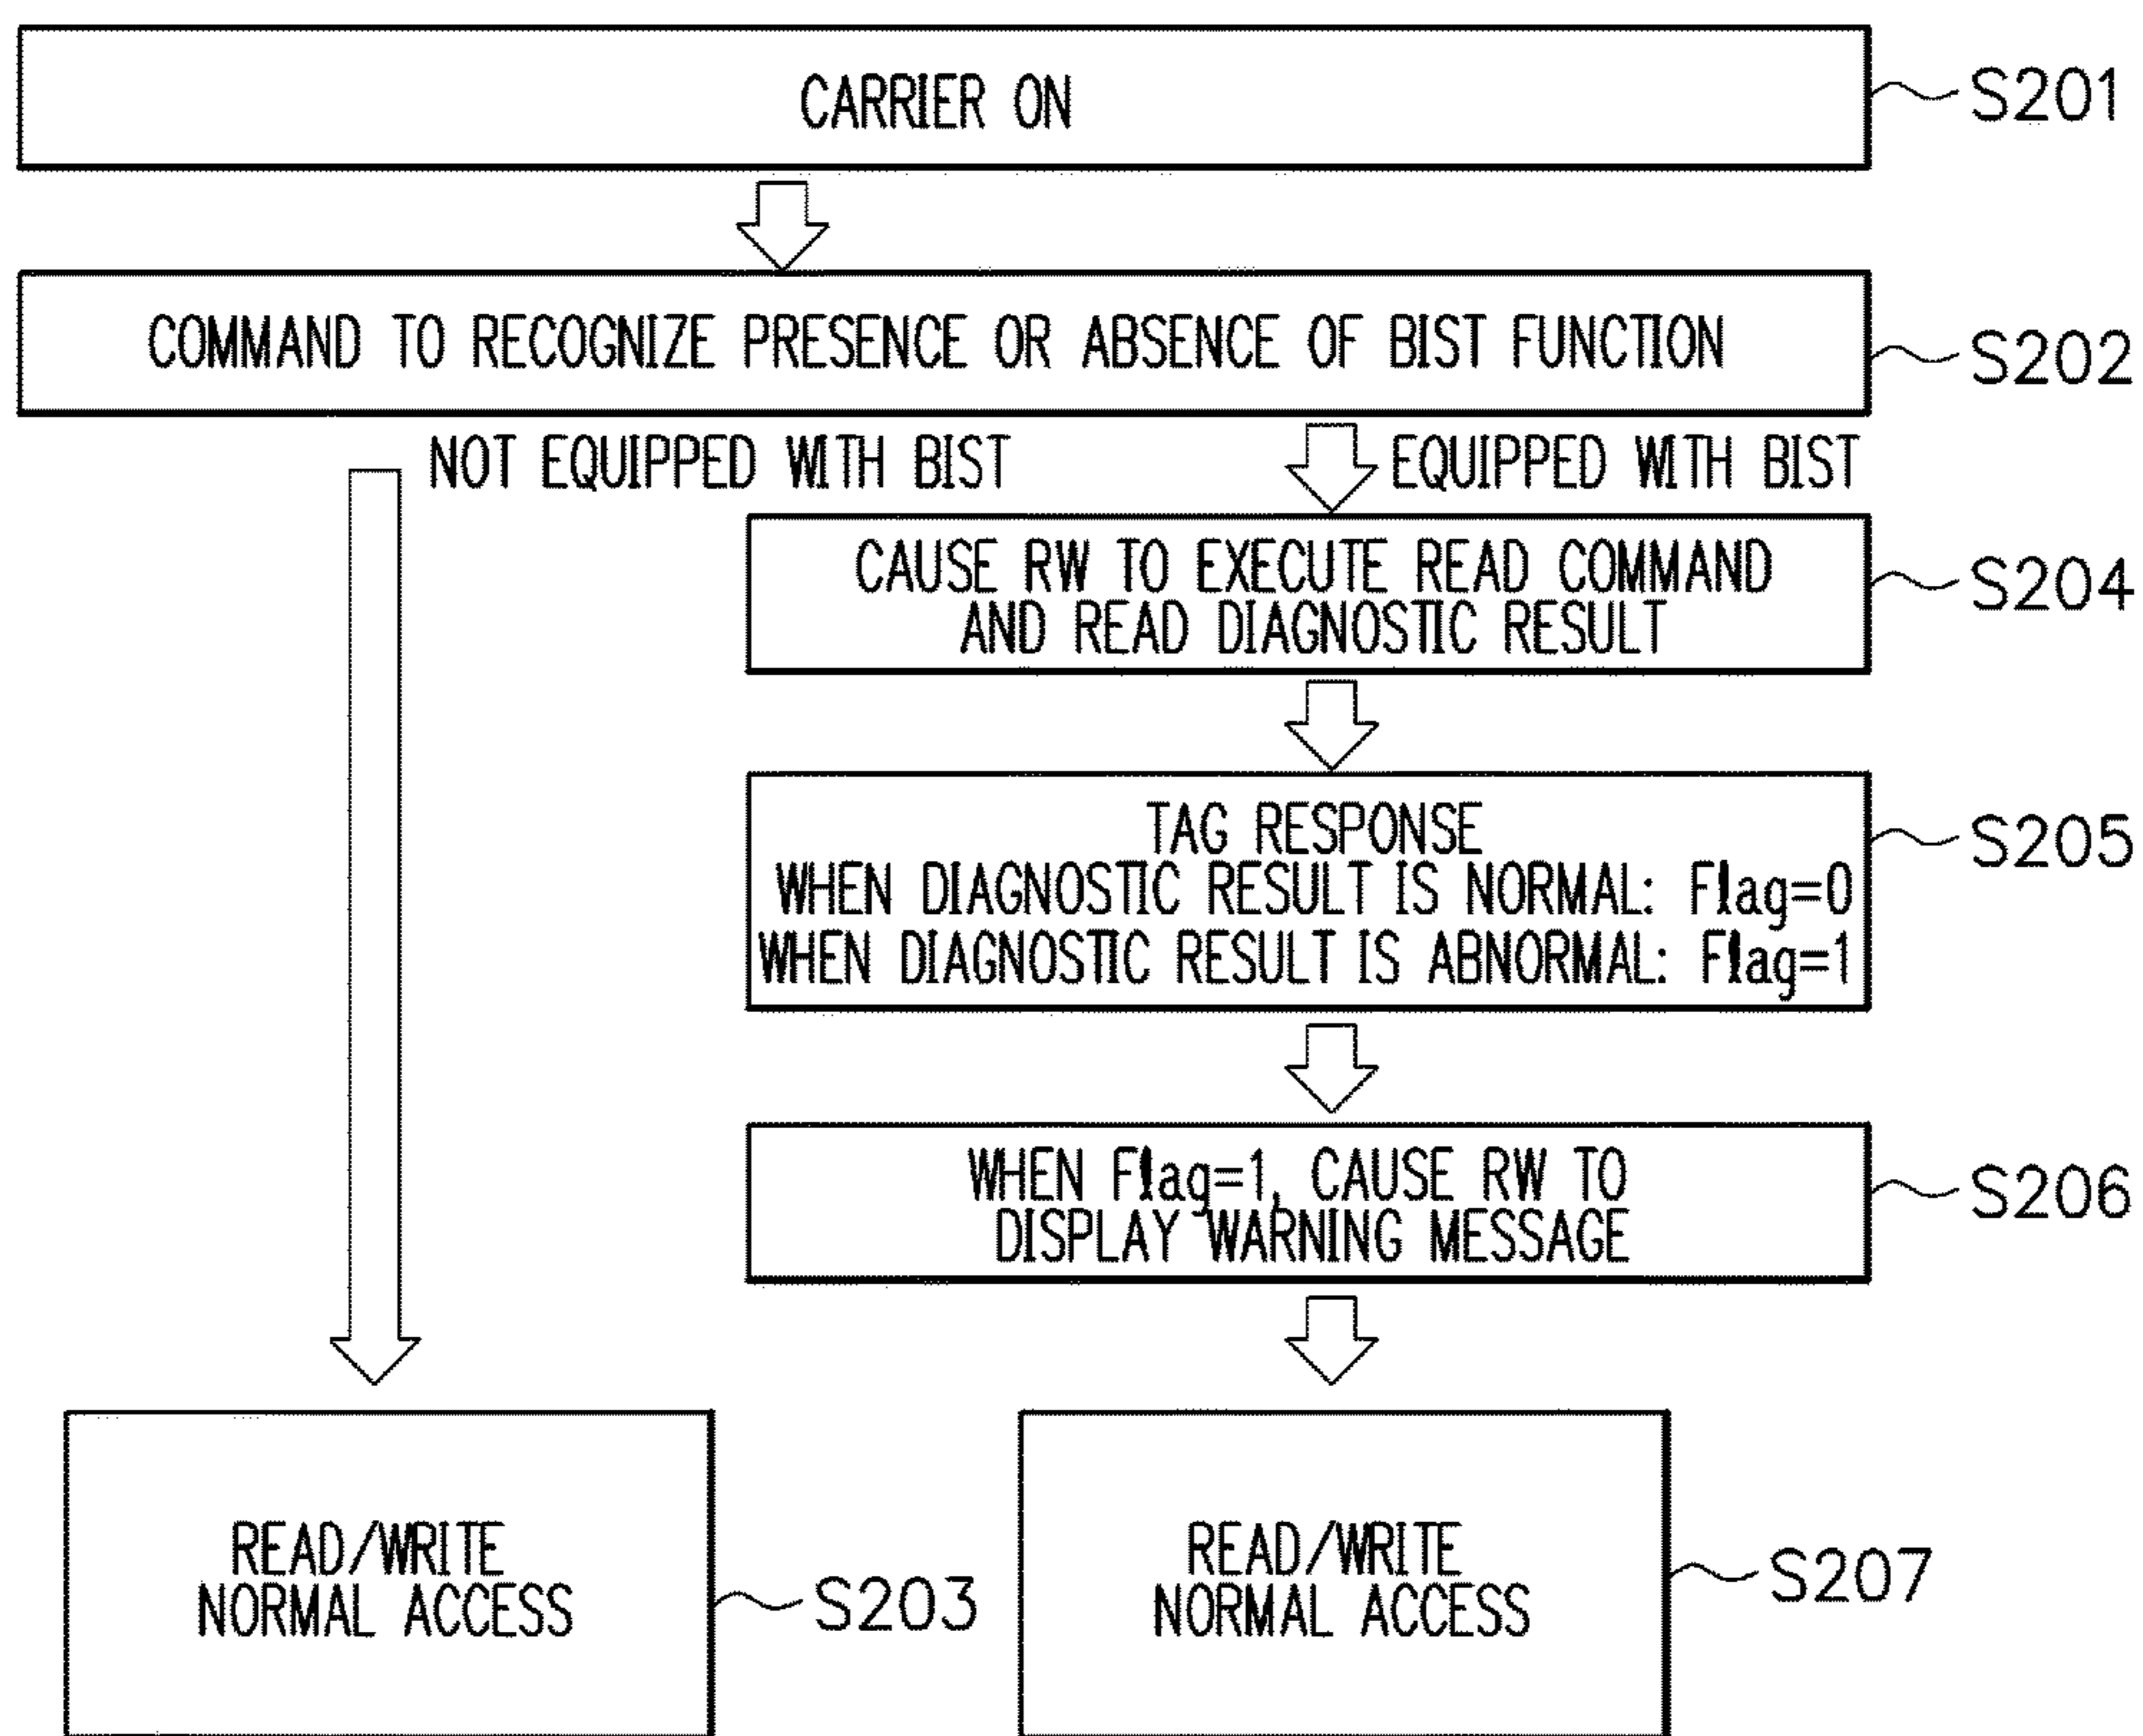 CARRIER ON
S201
COMMAND TO RECOGNIZE PRESENCE OR ABSENCE OF BIST FUNCTION
S202
NOT EQUIPPED WITH BIST
EQUIPPED WITH BIST
CAUSE RW TO EXECUTE READ COMMAND
AND READ DIAGNOSTIC RESULT
S204
TAG RESPONSE
WHEN DIAGNOSTIC RESULT IS NORMAL: Flag=0
WHEN DIAGNOSTIC RESULT IS ABNORMAL: Flag=1
S205
WHEN Flag=1, CAUSE RW TO
DISPLAY WARNING MESSAGE
S206
READ/WRITE
NORMAL ACCESS
S203
READ/WRITE
NORMAL ACCESS
S207